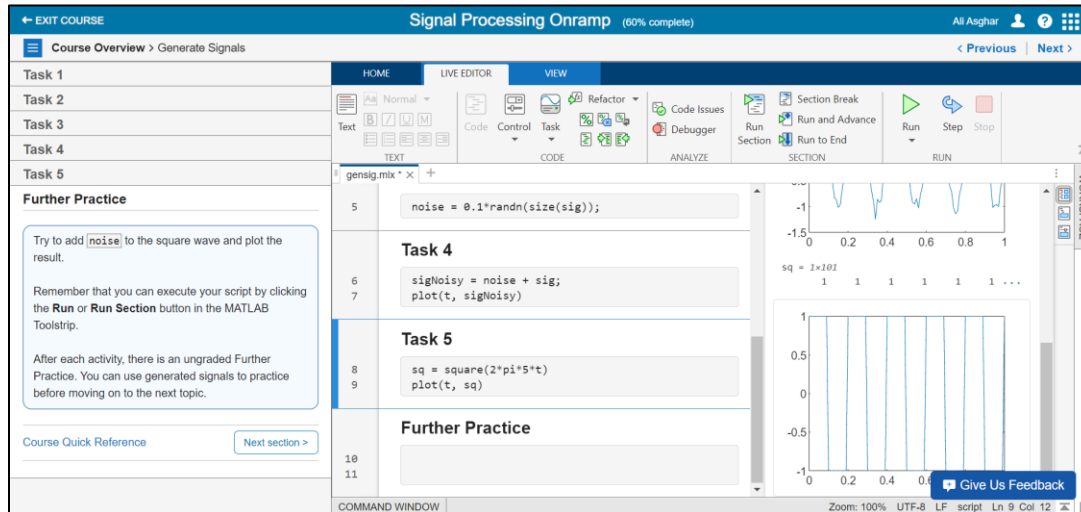 ← EXIT COURSE
Signal Processing Onramp (60% complete)
Ali Asghar
Course Overview > Generate Signals
< Previous | Next >
Task 1
Task 2
Task 3
Task 4
Task 5
Further Practice
Try to add noise to the square wave and plot the
result.
Remember that you can execute your script by clicking
the Run or Run Section button in the MATLAB
Toolstrip.
After each activity, there is an ungraded Further
Practice. You can use generated signals to practice
before moving on to the next topic.
Course Quick Reference
Next section >
HOME
LIVE EDITOR
VIEW
Text
Aa Normal
B I U M
TEXT
Code
Control
Task
Refactor
CODE
Code Issues
Debugger
ANALYZE
Run
Section
Section Break
Run and Advance
Run to End
SECTION
Run
Step
Stop
RUN
gensig.mlx * × +
5 noise = 0.1*randn(size(sig));
Task 4
6 sigNoisy = noise + sig;
7 plot(t, sigNoisy)
Task 5
8 sq = square(2*pi*5*t)
9 plot(t, sq)
Further Practice
10
11
-1
-1.5
0 0.2 0.4 0.6 0.8 1
sq = 1×101
1 1 1 1 1 1 ...
1
0.5
0
-0.5
-1
0 0.2 0.4
Give Us Feedback
COMMAND WINDOW
Zoom: 100% UTF-8 LF script Ln 9 Col 12